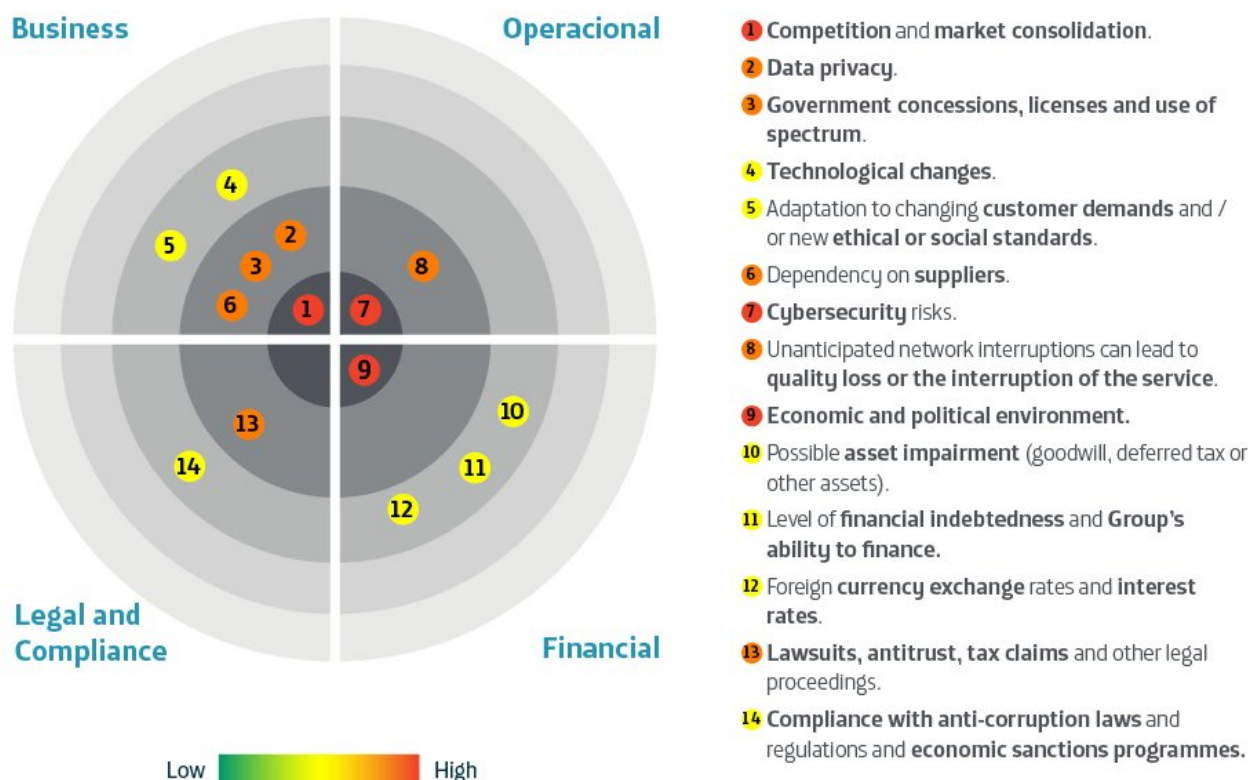 Business
Operacional
4
2
5
3
8
6
1
7
9
10
13
14
11
12
Legal and
Compliance
Financial
Low
High
1 Competition and market consolidation.
2 Data privacy.
3 Government concessions, licenses and use of
spectrum.
4 Technological changes.
5 Adaptation to changing customer demands and /
or new ethical or social standards.
6 Dependency on suppliers.
7 Cybersecurity risks.
8 Unanticipated network interruptions can lead to
quality loss or the interruption of the service.
9 Economic and political environment.
10 Possible asset impairment (goodwill, deferred tax or
other assets).
11 Level of financial indebtedness and Group's
ability to finance.
12 Foreign currency exchange rates and interest
rates.
13 Lawsuits, antitrust, tax claims and other legal
proceedings.
14 Compliance with anti-corruption laws and
regulations and economic sanctions programmes.